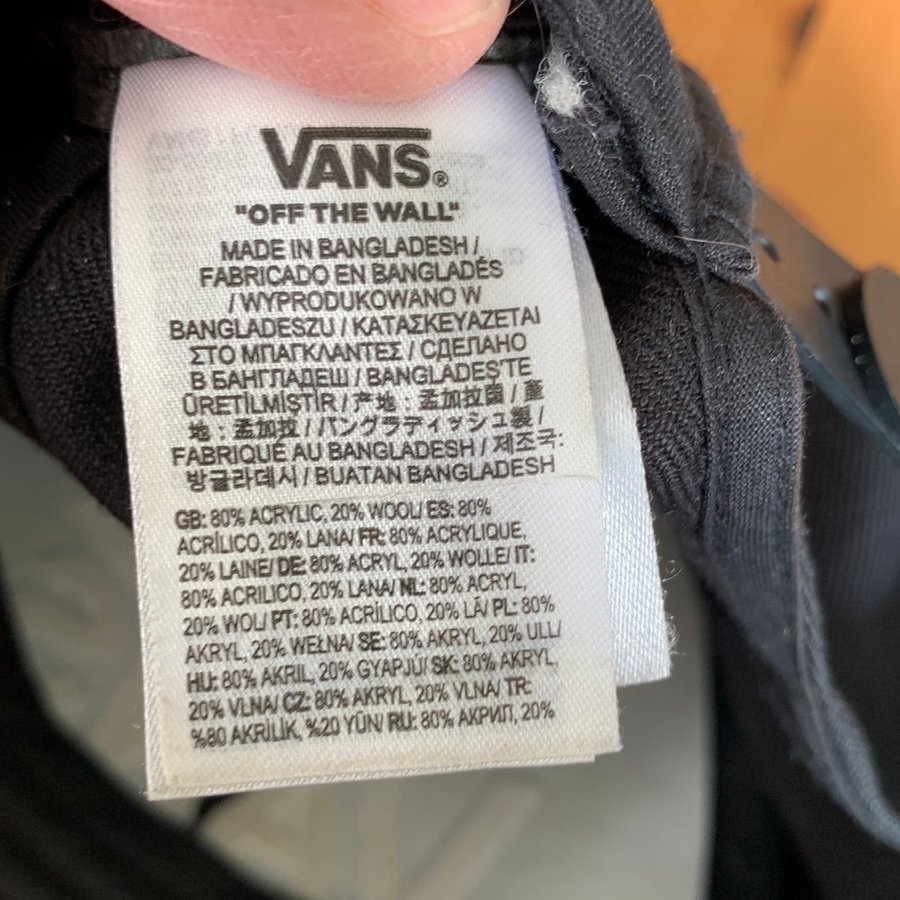 VANS®
"OFF THE WALL"
MADE IN BANGLADESH /
FABRICADO EN BANGLADÉS
/ WYPRODUKOWANO W
BANGLADESZU / ΚΑΤΑΣΚΕΥΑΖΕΤΑΙ
ΣΤΟ ΜΠΑΓΚΛΑΝΤΕΣ / СДЕЛАНО
В БАНГЛАДЕШ / BANGLADEŞ'TE
ÜRETİLMİŞTİR / 产地：孟加拉國 / 產
地：孟加拉 / バングラディッシュ製 /
FABRIQUÉ AU BANGLADESH / 제조국:
방글라데시 / BUATAN BANGLADESH
GB: 80% ACRYLIC, 20% WOOL/ ES: 80%
ACRÍLICO, 20% LANA/ FR: 80% ACRYLIQUE,
20% LAINE/ DE: 80% ACRYL, 20% WOLLE/ IT:
80% ACRILICO, 20% LANA/ NL: 80% ACRYL,
20% WOL/ PT: 80% ACRÍLICO, 20% LÃ/ PL: 80%
AKRYL, 20% WEŁNA/ SE: 80% AKRYL, 20% ULL/
HU: 80% AKRIL, 20% GYAPJÚ/ SK: 80% AKRYL,
20% VLNA/ CZ: 80% AKRYL, 20% VLNA/ TR:
%80 AKRİLİK, %20 YÜN/ RU: 80% АКРИЛ, 20%